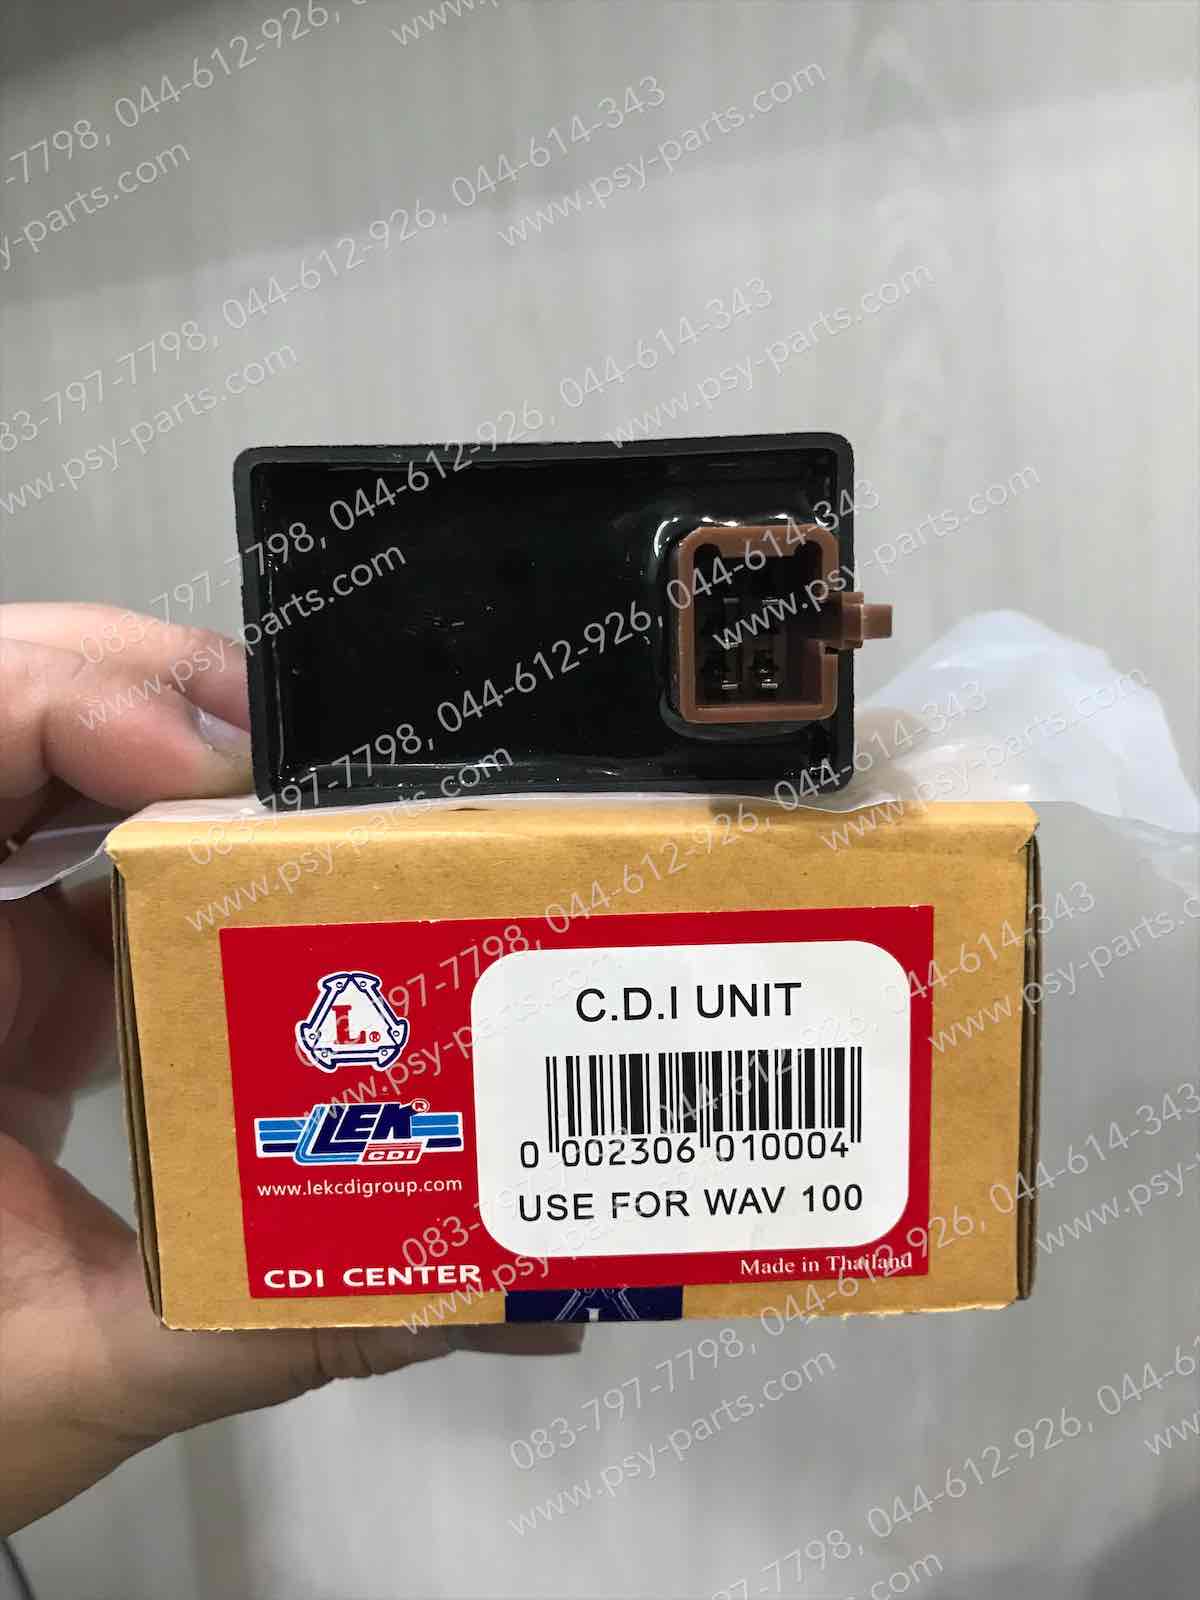 083-797-7798, 044-612-926, 044-614-343
www.psy-parts.com
L®
LEK®
CDI
www.lekcdigroup.com
CDI CENTER
C.D.I UNIT
0 002306 010004
USE FOR WAV 100
Made in Thailand